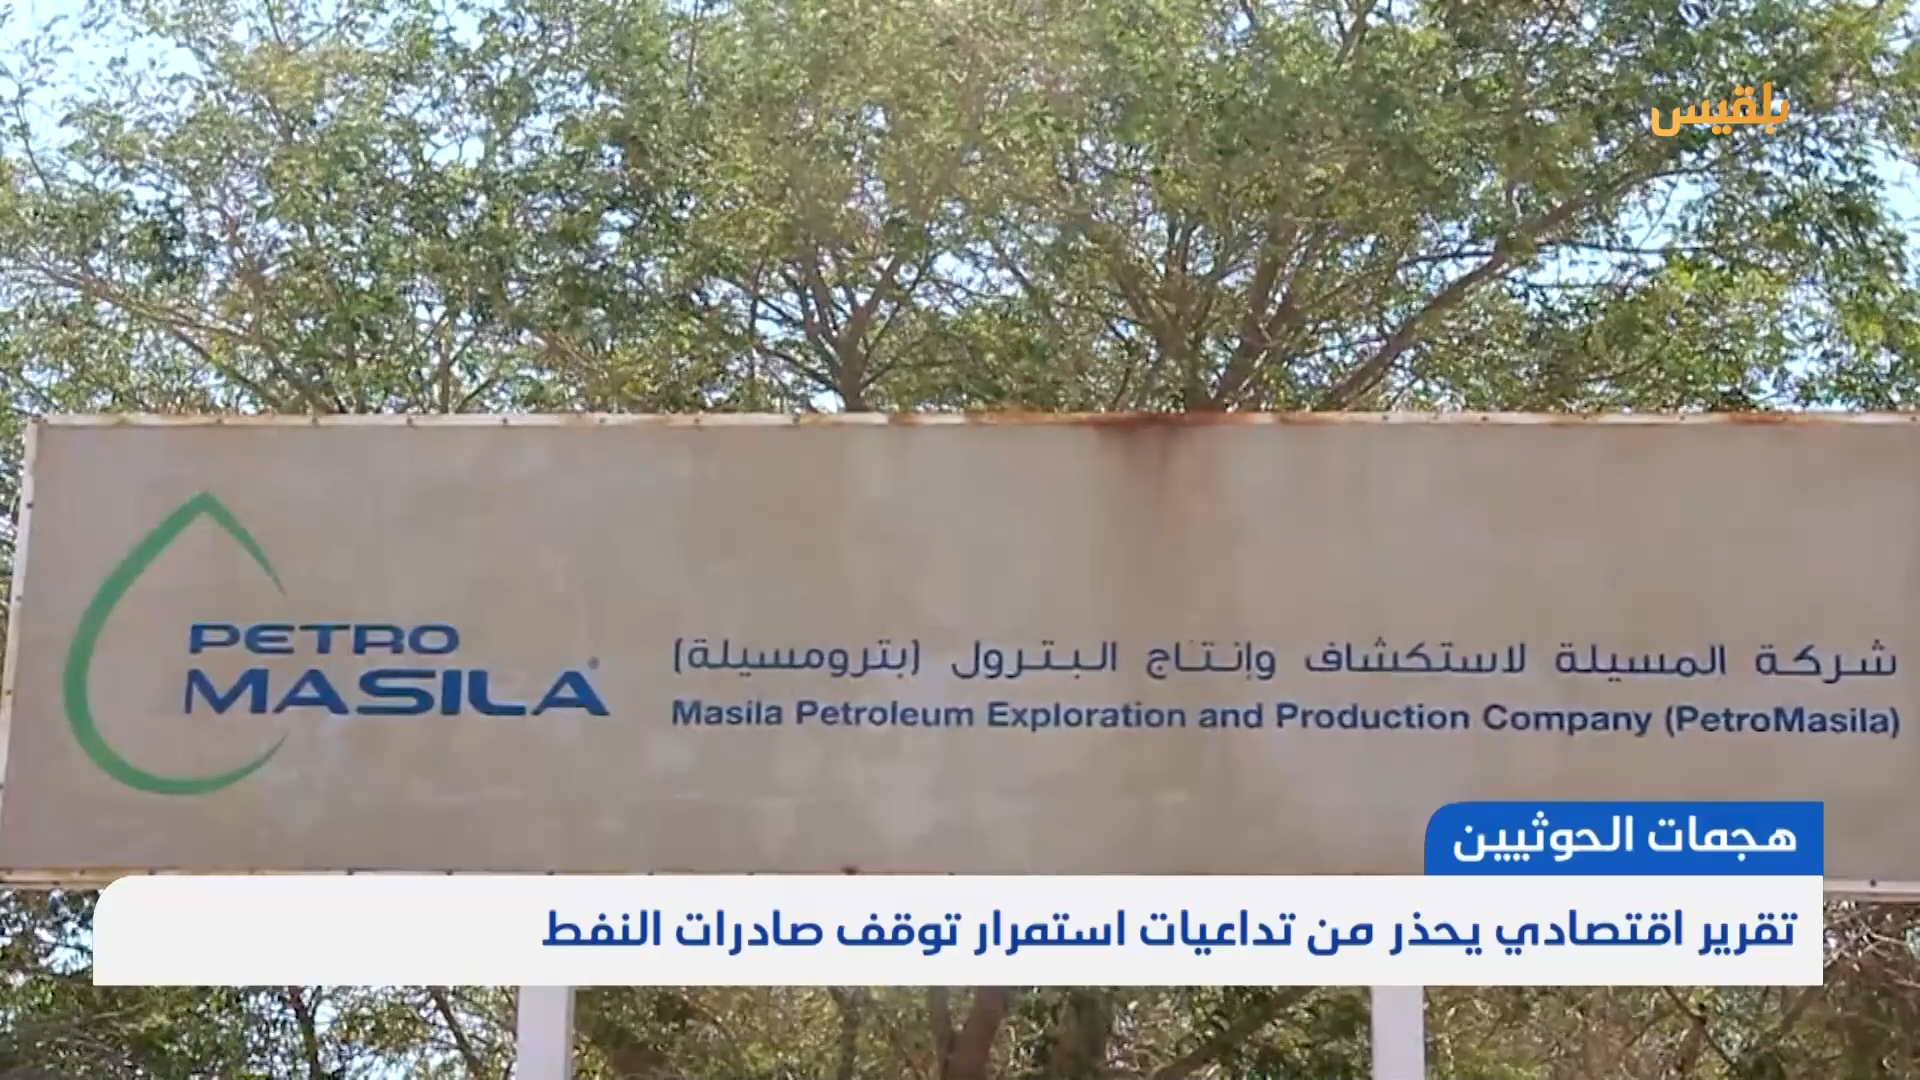 بلقيس
PETRO
MASILA®
شركة المسيلة لاستكشاف وإنتاج البترول (بترومسيلة)
Masila Petroleum Exploration and Production Company (PetroMasila)
هجمات الحوثيين
تقرير اقتصادي يحذر من تداعيات استمرار توقف صادرات النفط